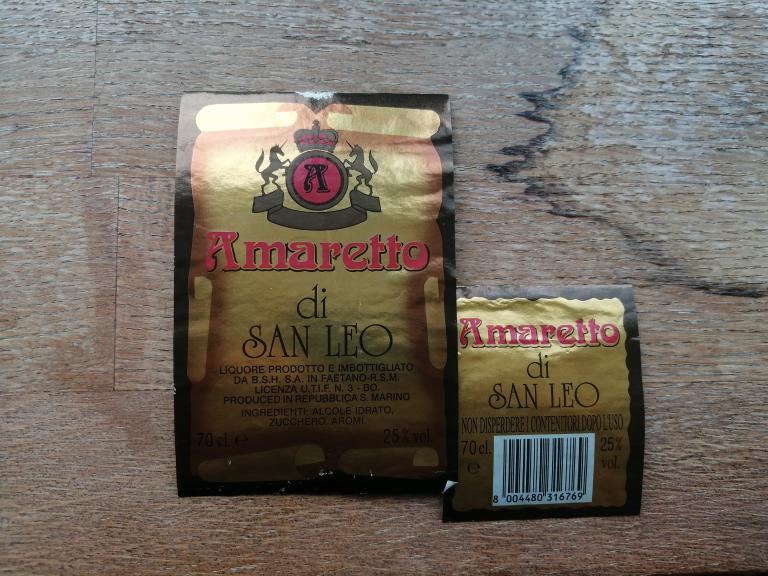 A
Amaretto
di
SAN LEO
LIQUORE PRODOTTO E IMBOTTIGLIATO
DA B.S.H. S.A. IN FAETANO-R.S.M.
LICENZA U.T.I.F. N. 3 - BO.
PRODUCED IN REPUBBLICA S. MARINO
INGREDIENTI: ALCOLE IDRATO,
ZUCCHERO, AROMI.
70 cl. e 25% vol.
Amaretto
di
SAN LEO
NON DISPERDERE I CONTENITORI DOPO L'USO
70 cl. 25%
e vol.
8 004480 316769